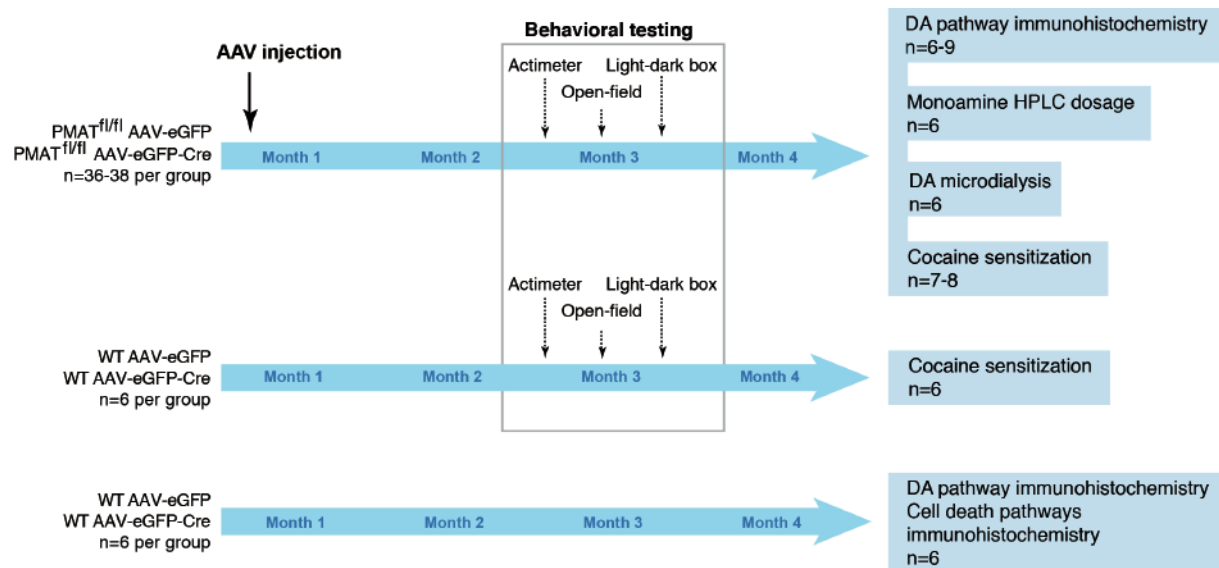 Behavioral testing
AAV injection
Actimeter Light-dark box
Open-field
PMATfl/fl AAV-eGFP
PMATfl/fl AAV-eGFP-Cre
n=36-38 per group
Month 1 Month 2 Month 3 Month 4
DA pathway immunohistochemistry
n=6-9
Monoamine HPLC dosage
n=6
DA microdialysis
n=6
Cocaine sensitization
n=7-8
Actimeter Light-dark box
Open-field
WT AAV-eGFP
WT AAV-eGFP-Cre
n=6 per group
Month 1 Month 2 Month 3 Month 4
Cocaine sensitization
n=6
WT AAV-eGFP
WT AAV-eGFP-Cre
n=6 per group
Month 1 Month 2 Month 3 Month 4
DA pathway immunohistochemistry
Cell death pathways
immunohistochemistry
n=6